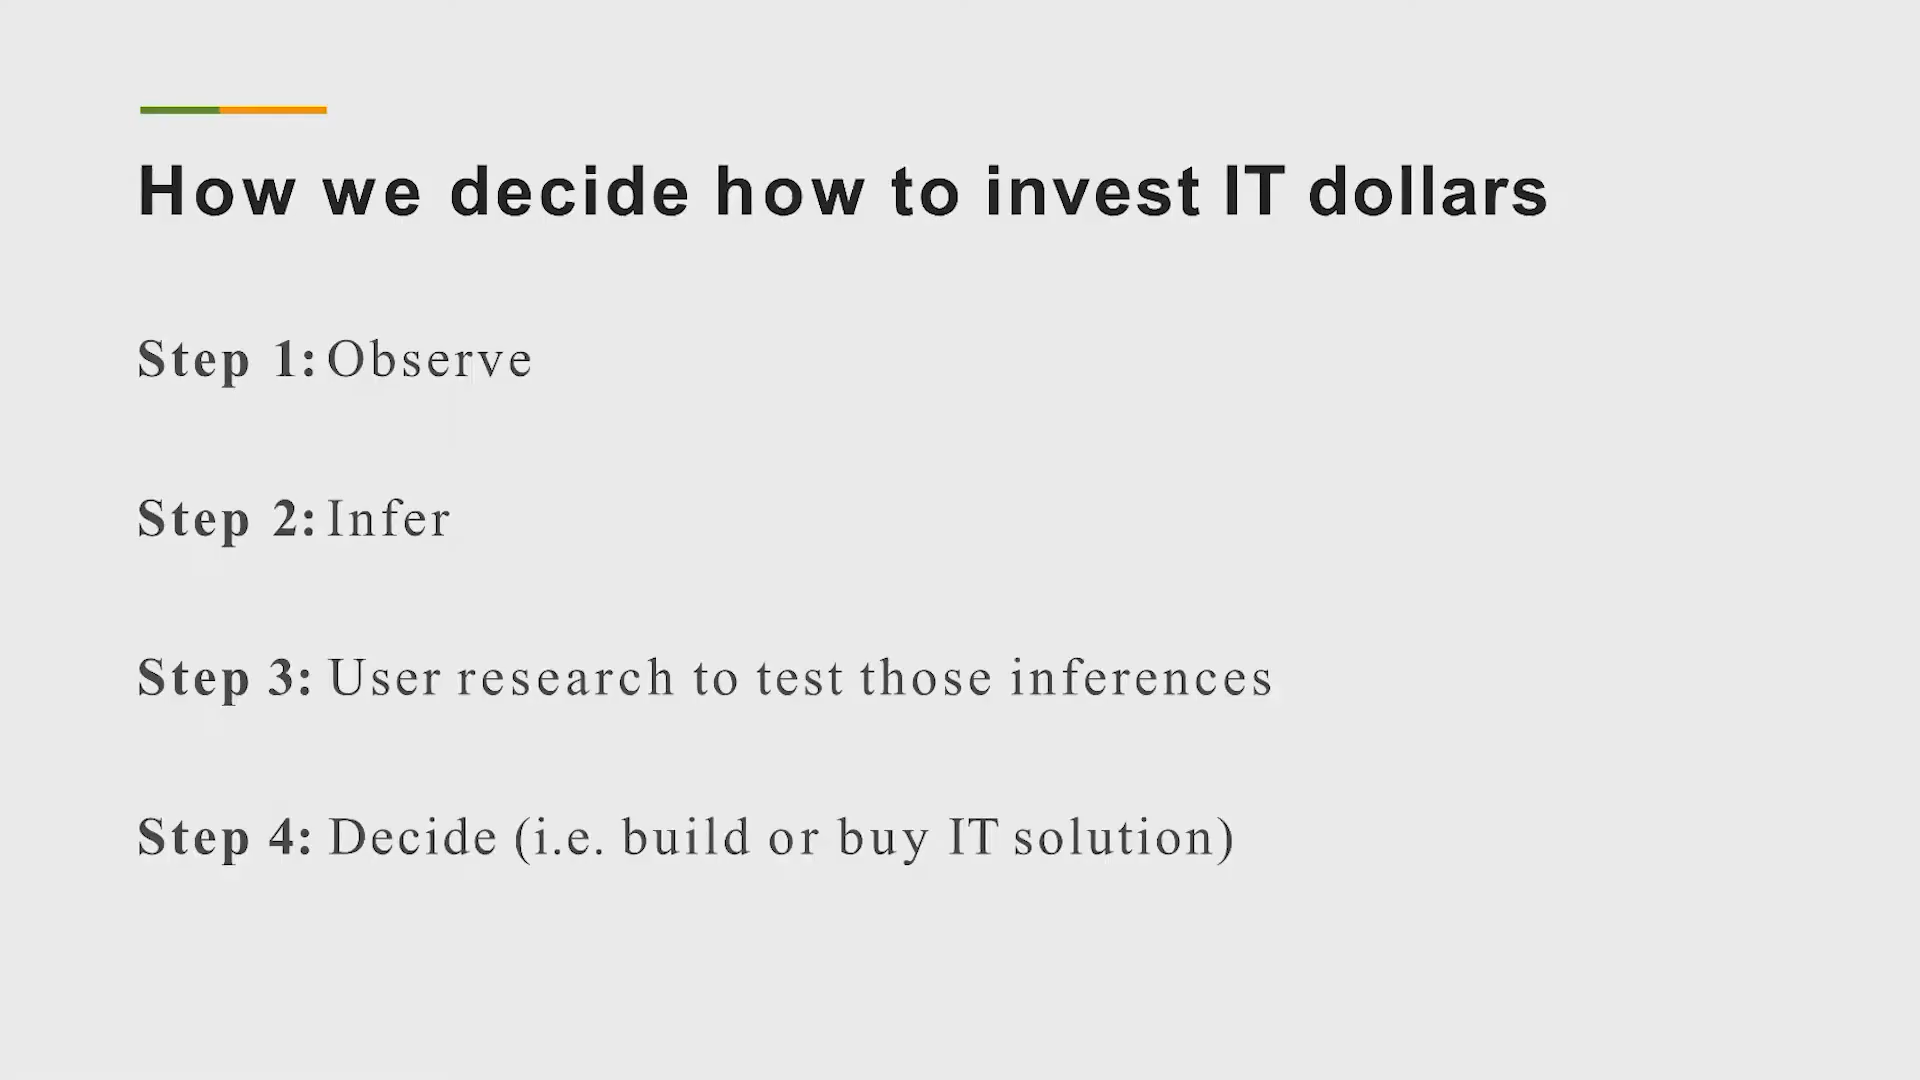 How we decide how to invest IT dollars
Step 1: Observe
Step 2: Infer
Step 3: User research to test those inferences
Step 4: Decide (i.e. build or buy IT solution)